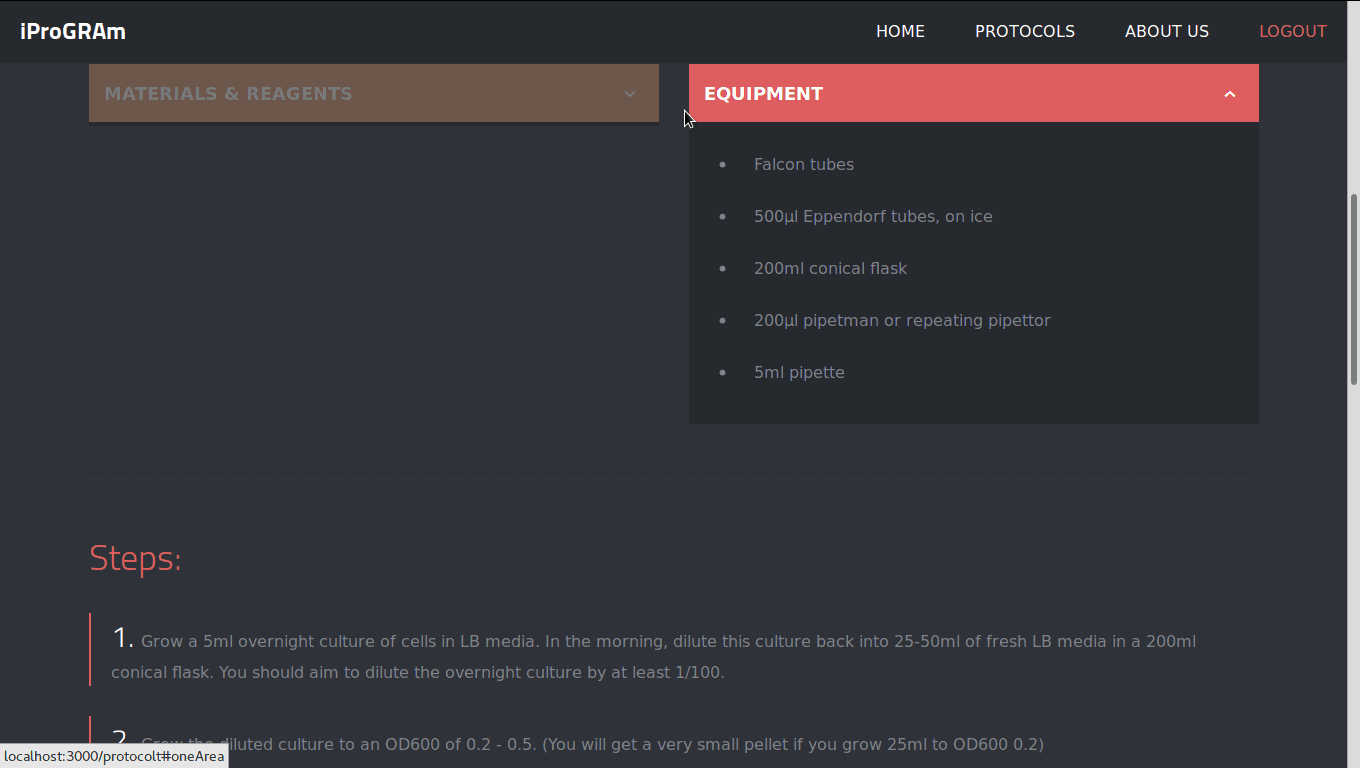 iProGRAm
HOME PROTOCOLS ABOUT US LOGOUT
MATERIALS & REAGENTS
EQUIPMENT
Falcon tubes
500µl Eppendorf tubes, on ice
200ml conical flask
200µl pipetman or repeating pipettor
5ml pipette
Steps:
1. Grow a 5ml overnight culture of cells in LB media. In the morning, dilute this culture back into 25-50ml of fresh LB media in a 200ml
conical flask. You should aim to dilute the overnight culture by at least 1/100.
2. Grow the diluted culture to an OD600 of 0.2 - 0.5. (You will get a very small pellet if you grow 25ml to OD600 0.2)
localhost:3000/protocolt#oneArea